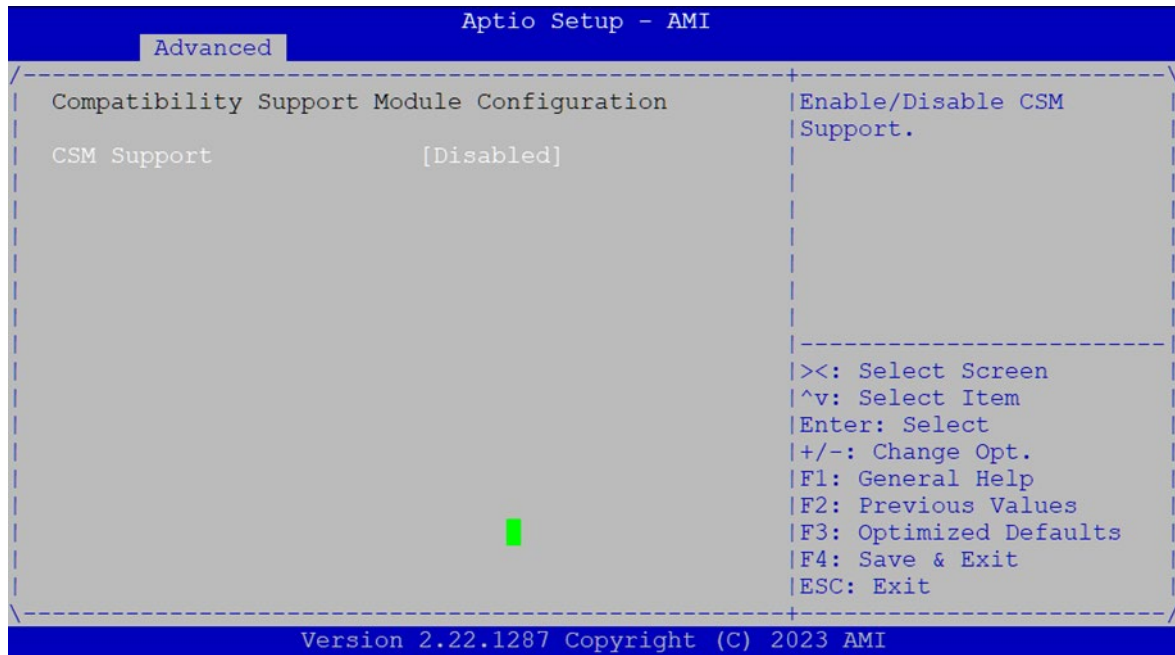 Aptio Setup – AMI
Advanced
Compatibility Support Module Configuration
CSM Support [Disabled]
Enable/Disable CSM
Support.
><: Select Screen
^v: Select Item
Enter: Select
+/-: Change Opt.
F1: General Help
F2: Previous Values
F3: Optimized Defaults
F4: Save & Exit
ESC: Exit
Version 2.22.1287 Copyright (C) 2023 AMI